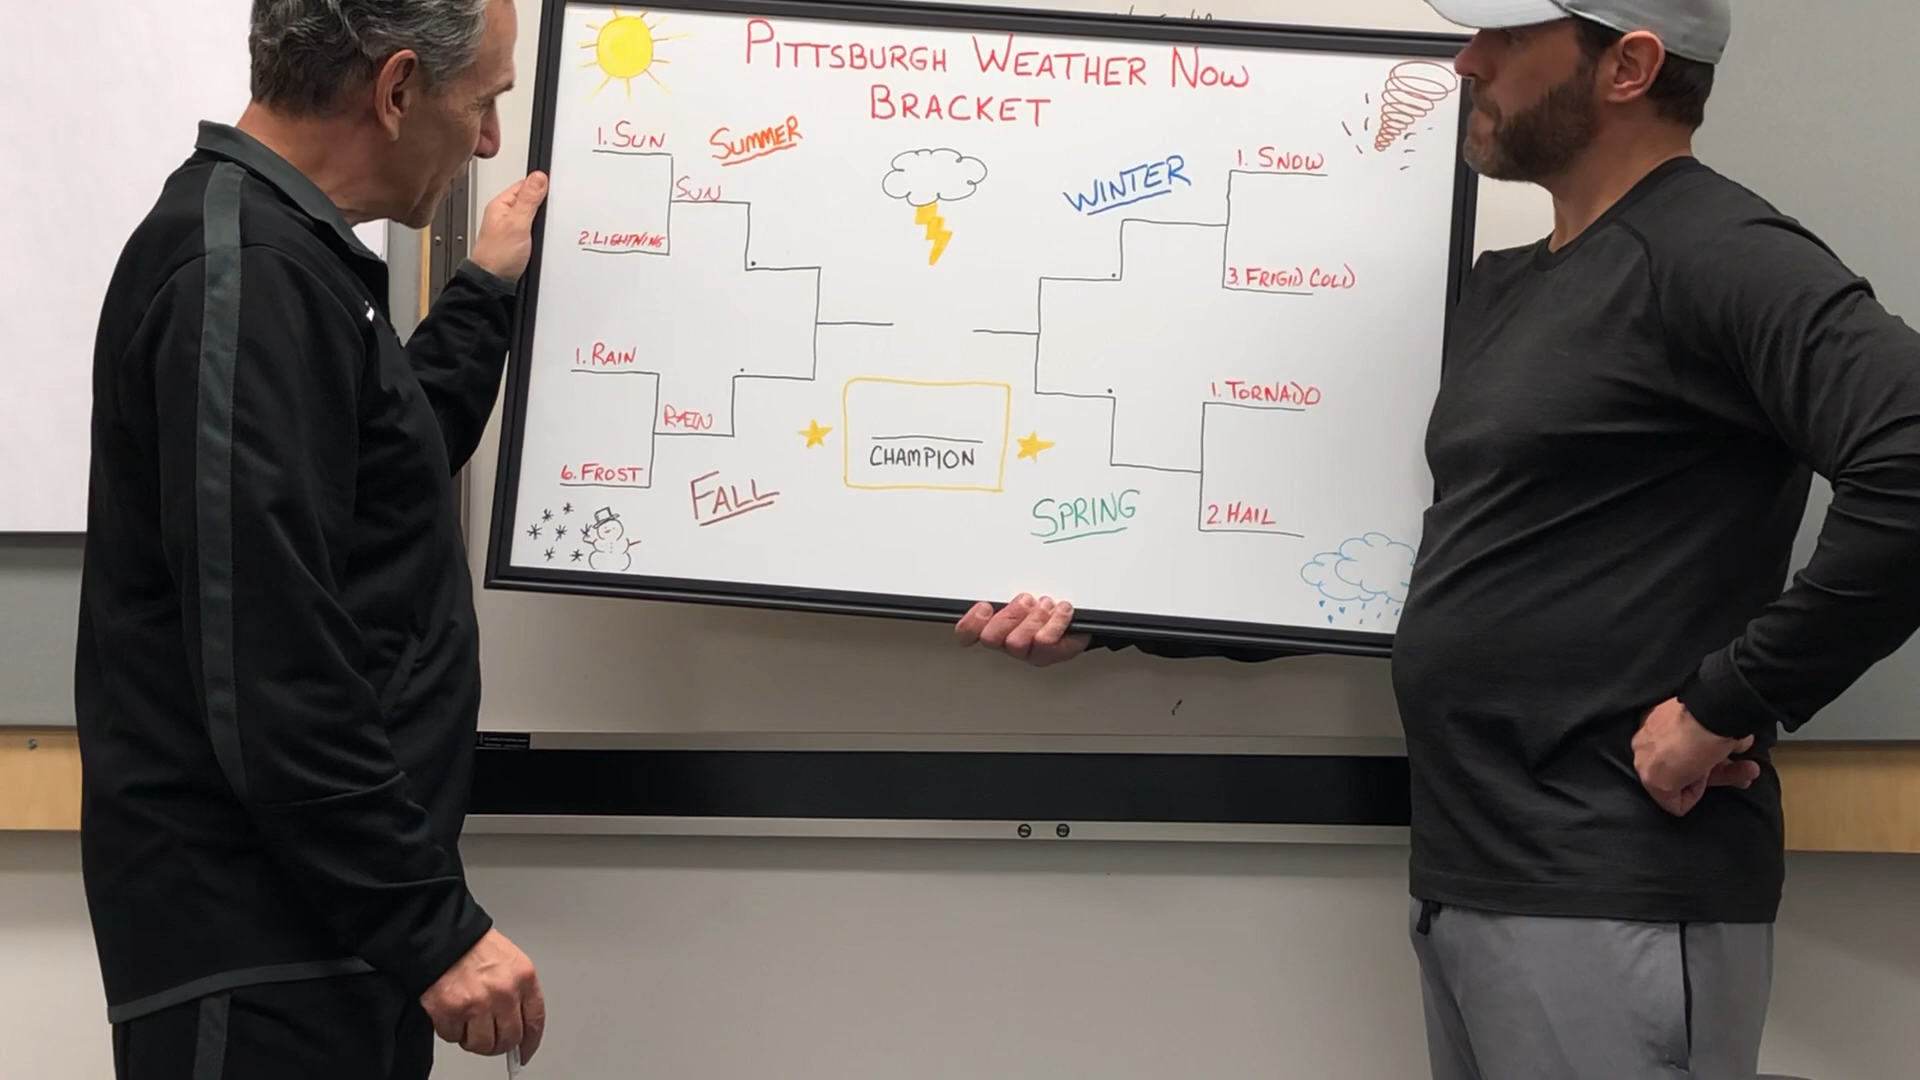 PITTSBURGH WEATHER NOW
BRACKET
1. SUN
SUMMER
SUN
2. LIGHTNING
1. RAIN
RAIN
6. FROST
FALL
WINTER
1. SNOW
3. FRIGID COLD
1. TORNADO
2. HAIL
SPRING
CHAMPION